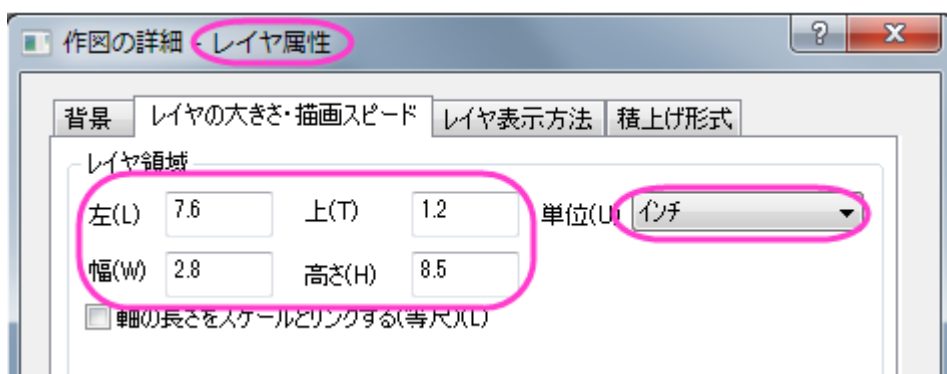 作図の詳細 - レイヤ属性
?
x
背景 レイヤの大きさ・描画スピード レイヤ表示方法 積上げ形式
レイヤ領域
左(L) 7.6 上(T) 1.2 単位(U) インチ
幅(W) 2.8 高さ(H) 8.5
軸の長さをスケールとリンクする(等尺)(L)